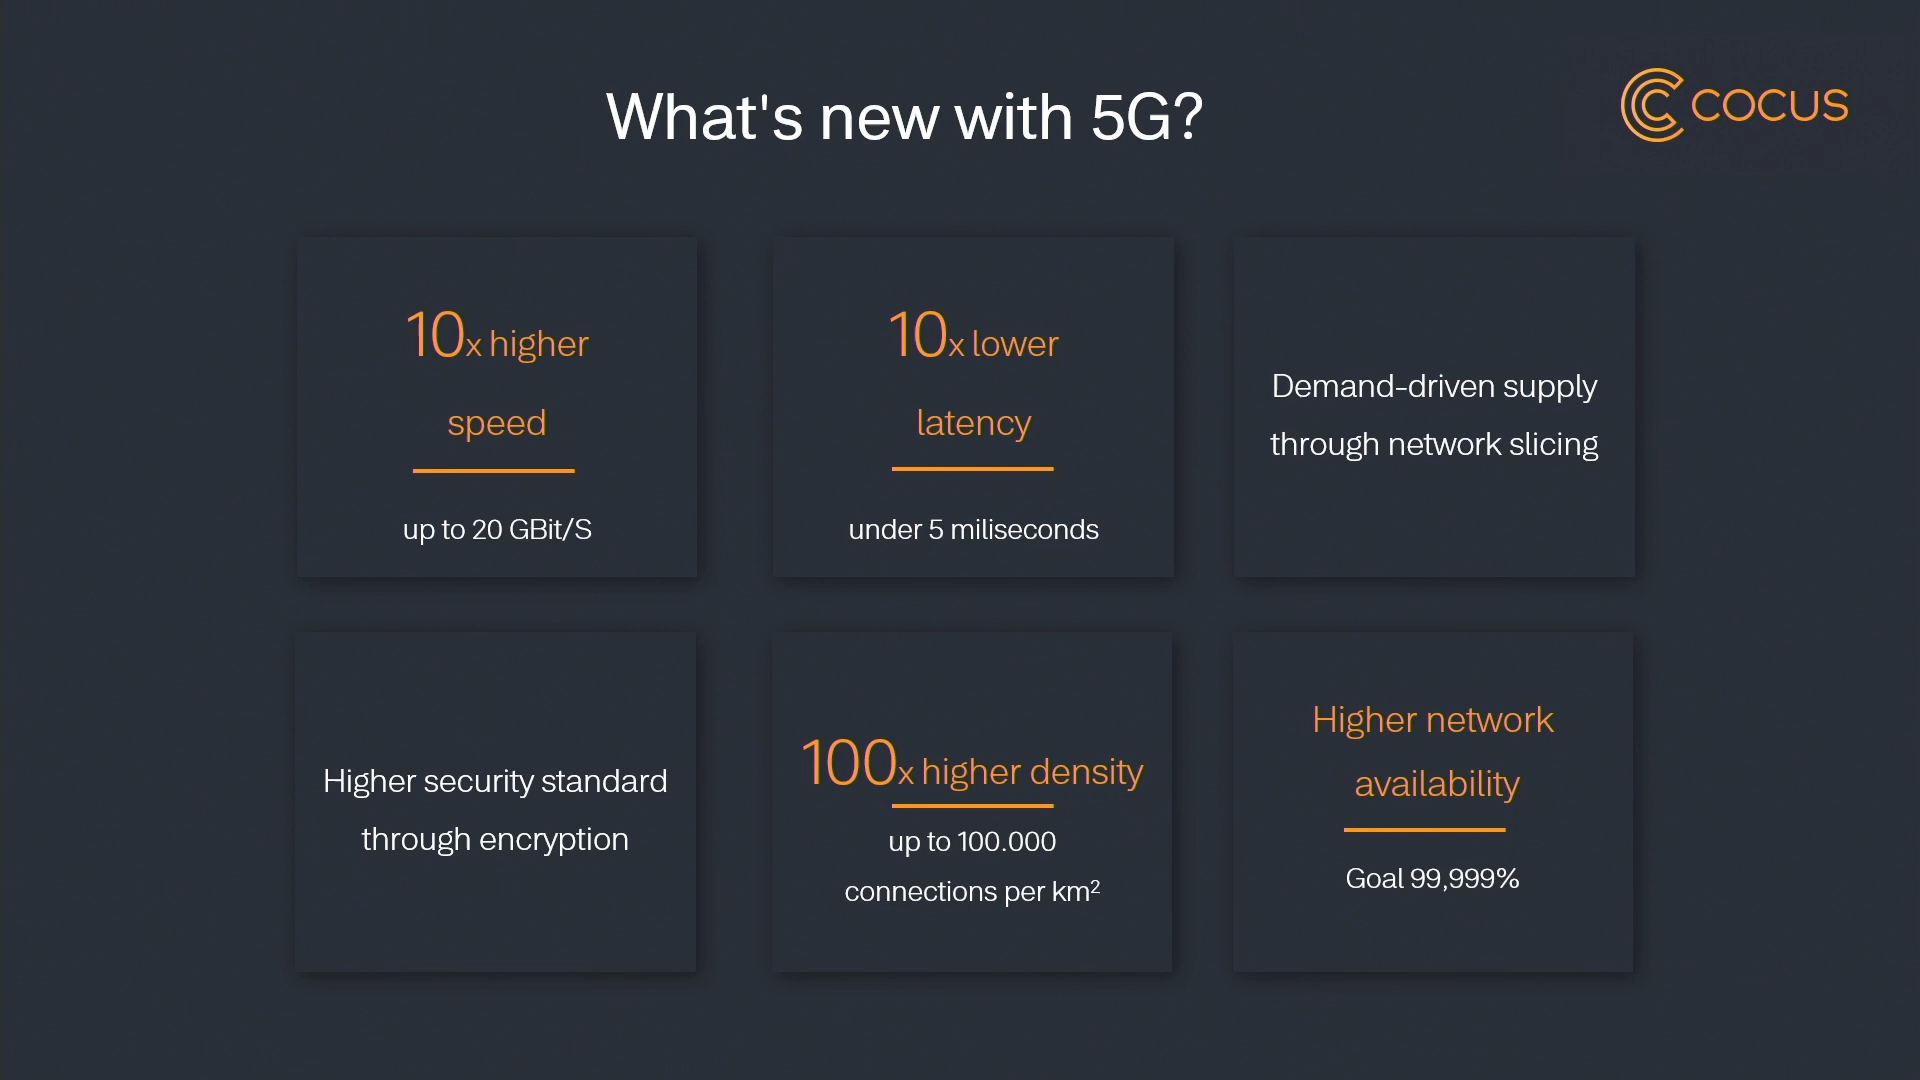 What's new with 5G?
COCUS
10x higher
speed
up to 20 GBit/S
10x lower
latency
under 5 miliseconds
Demand-driven supply
through network slicing
Higher security standard
through encryption
100x higher density
up to 100.000
connections per km²
Higher network
availability
Goal 99,999%